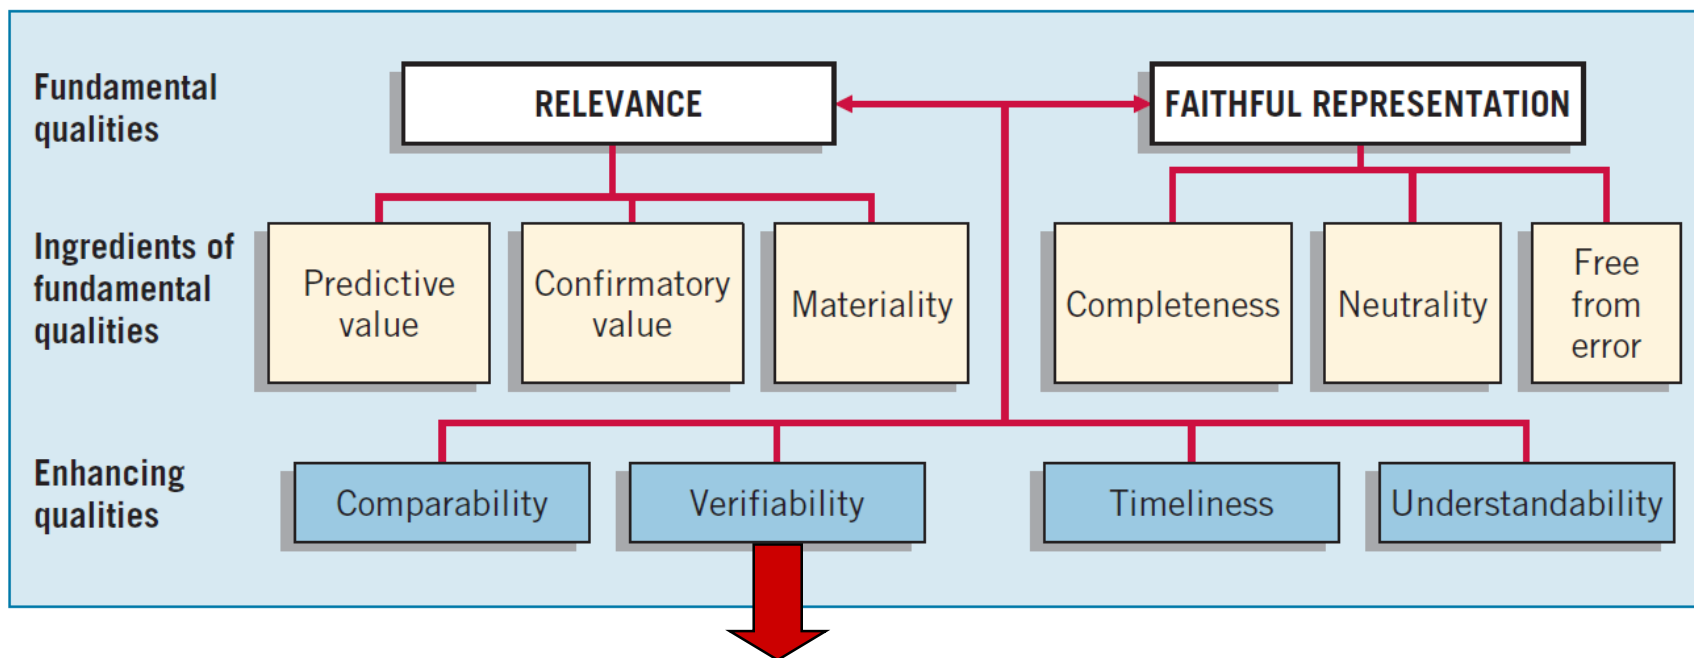 Fundamental
qualities
RELEVANCE
FAITHFUL REPRESENTATION
Ingredients of
fundamental
qualities
Predictive
value
Confirmatory
value
Materiality
Completeness
Neutrality
Free
from
error
Enhancing
qualities
Comparability
Verifiability
Timeliness
Understandability